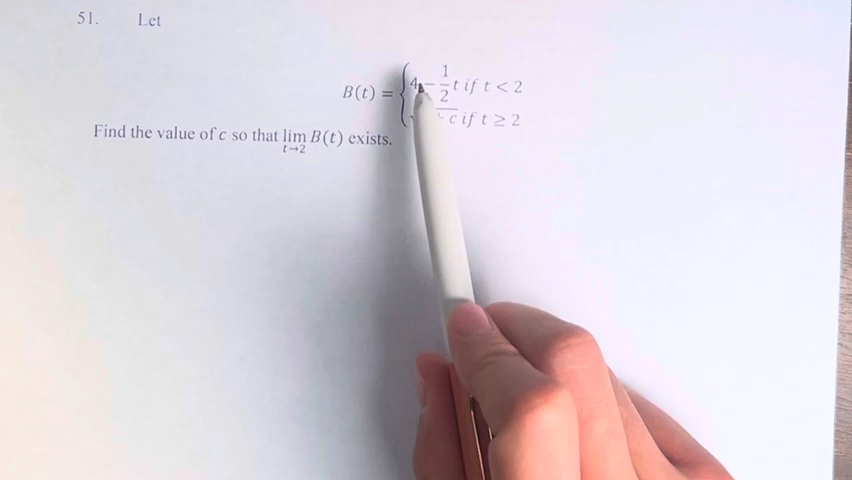 51. Let
B(t) = { 4 − 1/2 t if t < 2
+ c if t ≥ 2
Find the value of c so that lim t→2 B(t) exists.